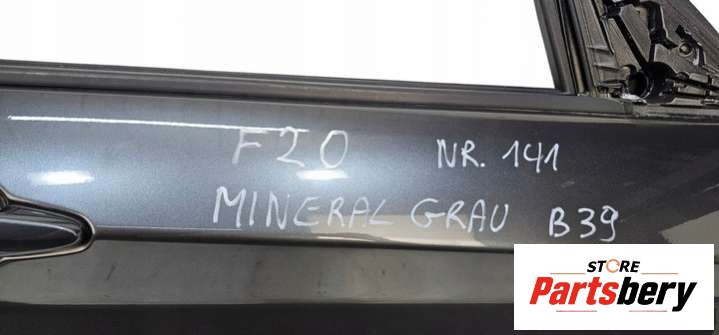 F20 NR. 141
MINERAL GRAU B39
STORE
Partsbery